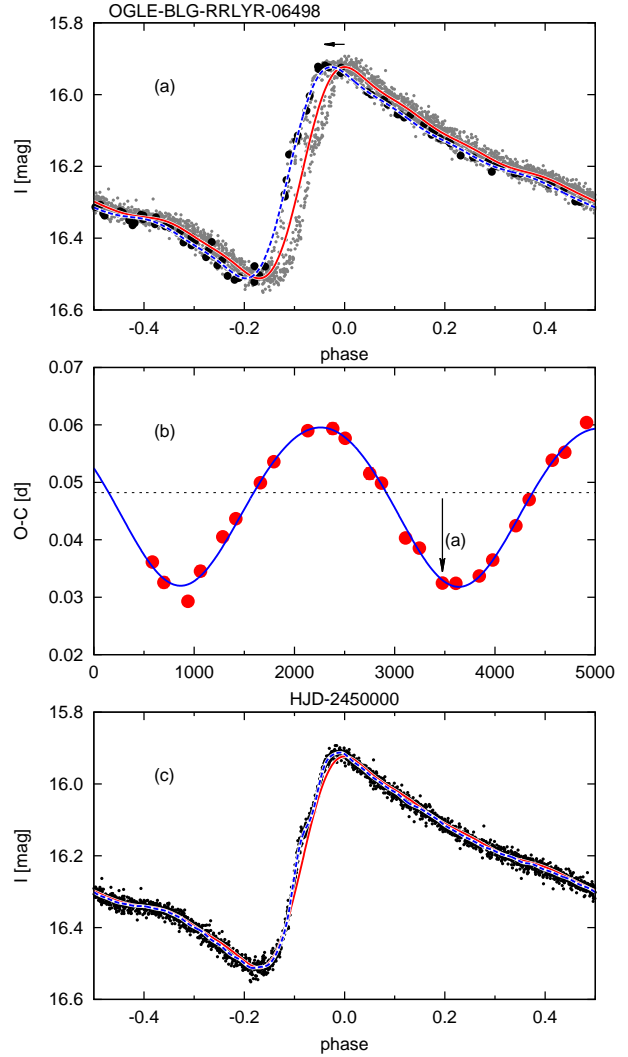 OGLE-BLG-RRLYR-06498
15.8
16.0
16.2
16.4
16.6
I [mag]
(a)
-0.4 -0.2 0.0 0.2 0.4
phase
0.07
0.06
0.05
0.04
0.03
0.02
O-C [d]
(b)
(a)
0 1000 2000 3000 4000 5000
HJD-2450000
15.8
16.0
16.2
16.4
16.6
I [mag]
(c)
-0.4 -0.2 0.0 0.2 0.4
phase